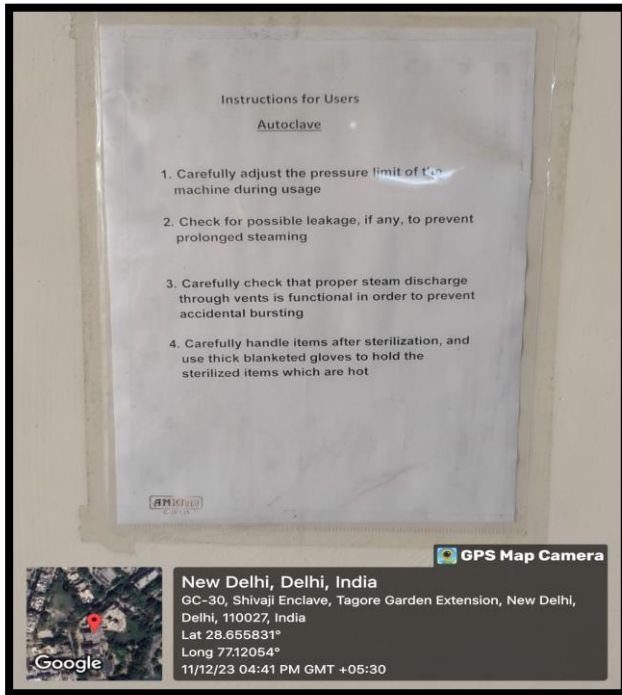 Instructions for Users
Autoclave
1. Carefully adjust the pressure limit of the
machine during usage
2. Check for possible leakage, if any, to prevent
prolonged steaming
3. Carefully check that proper steam discharge
through vents is functional in order to prevent
accidental bursting
4. Carefully handle items after sterilization, and
use thick blanketed gloves to hold the
sterilized items which are hot
GPS Map Camera
New Delhi, Delhi, India
GC-30, Shivaji Enclave, Tagore Garden Extension, New Delhi,
Delhi, 110027, India
Lat 28.655831°
Long 77.12054°
11/12/23 04:41 PM GMT +05:30
Google